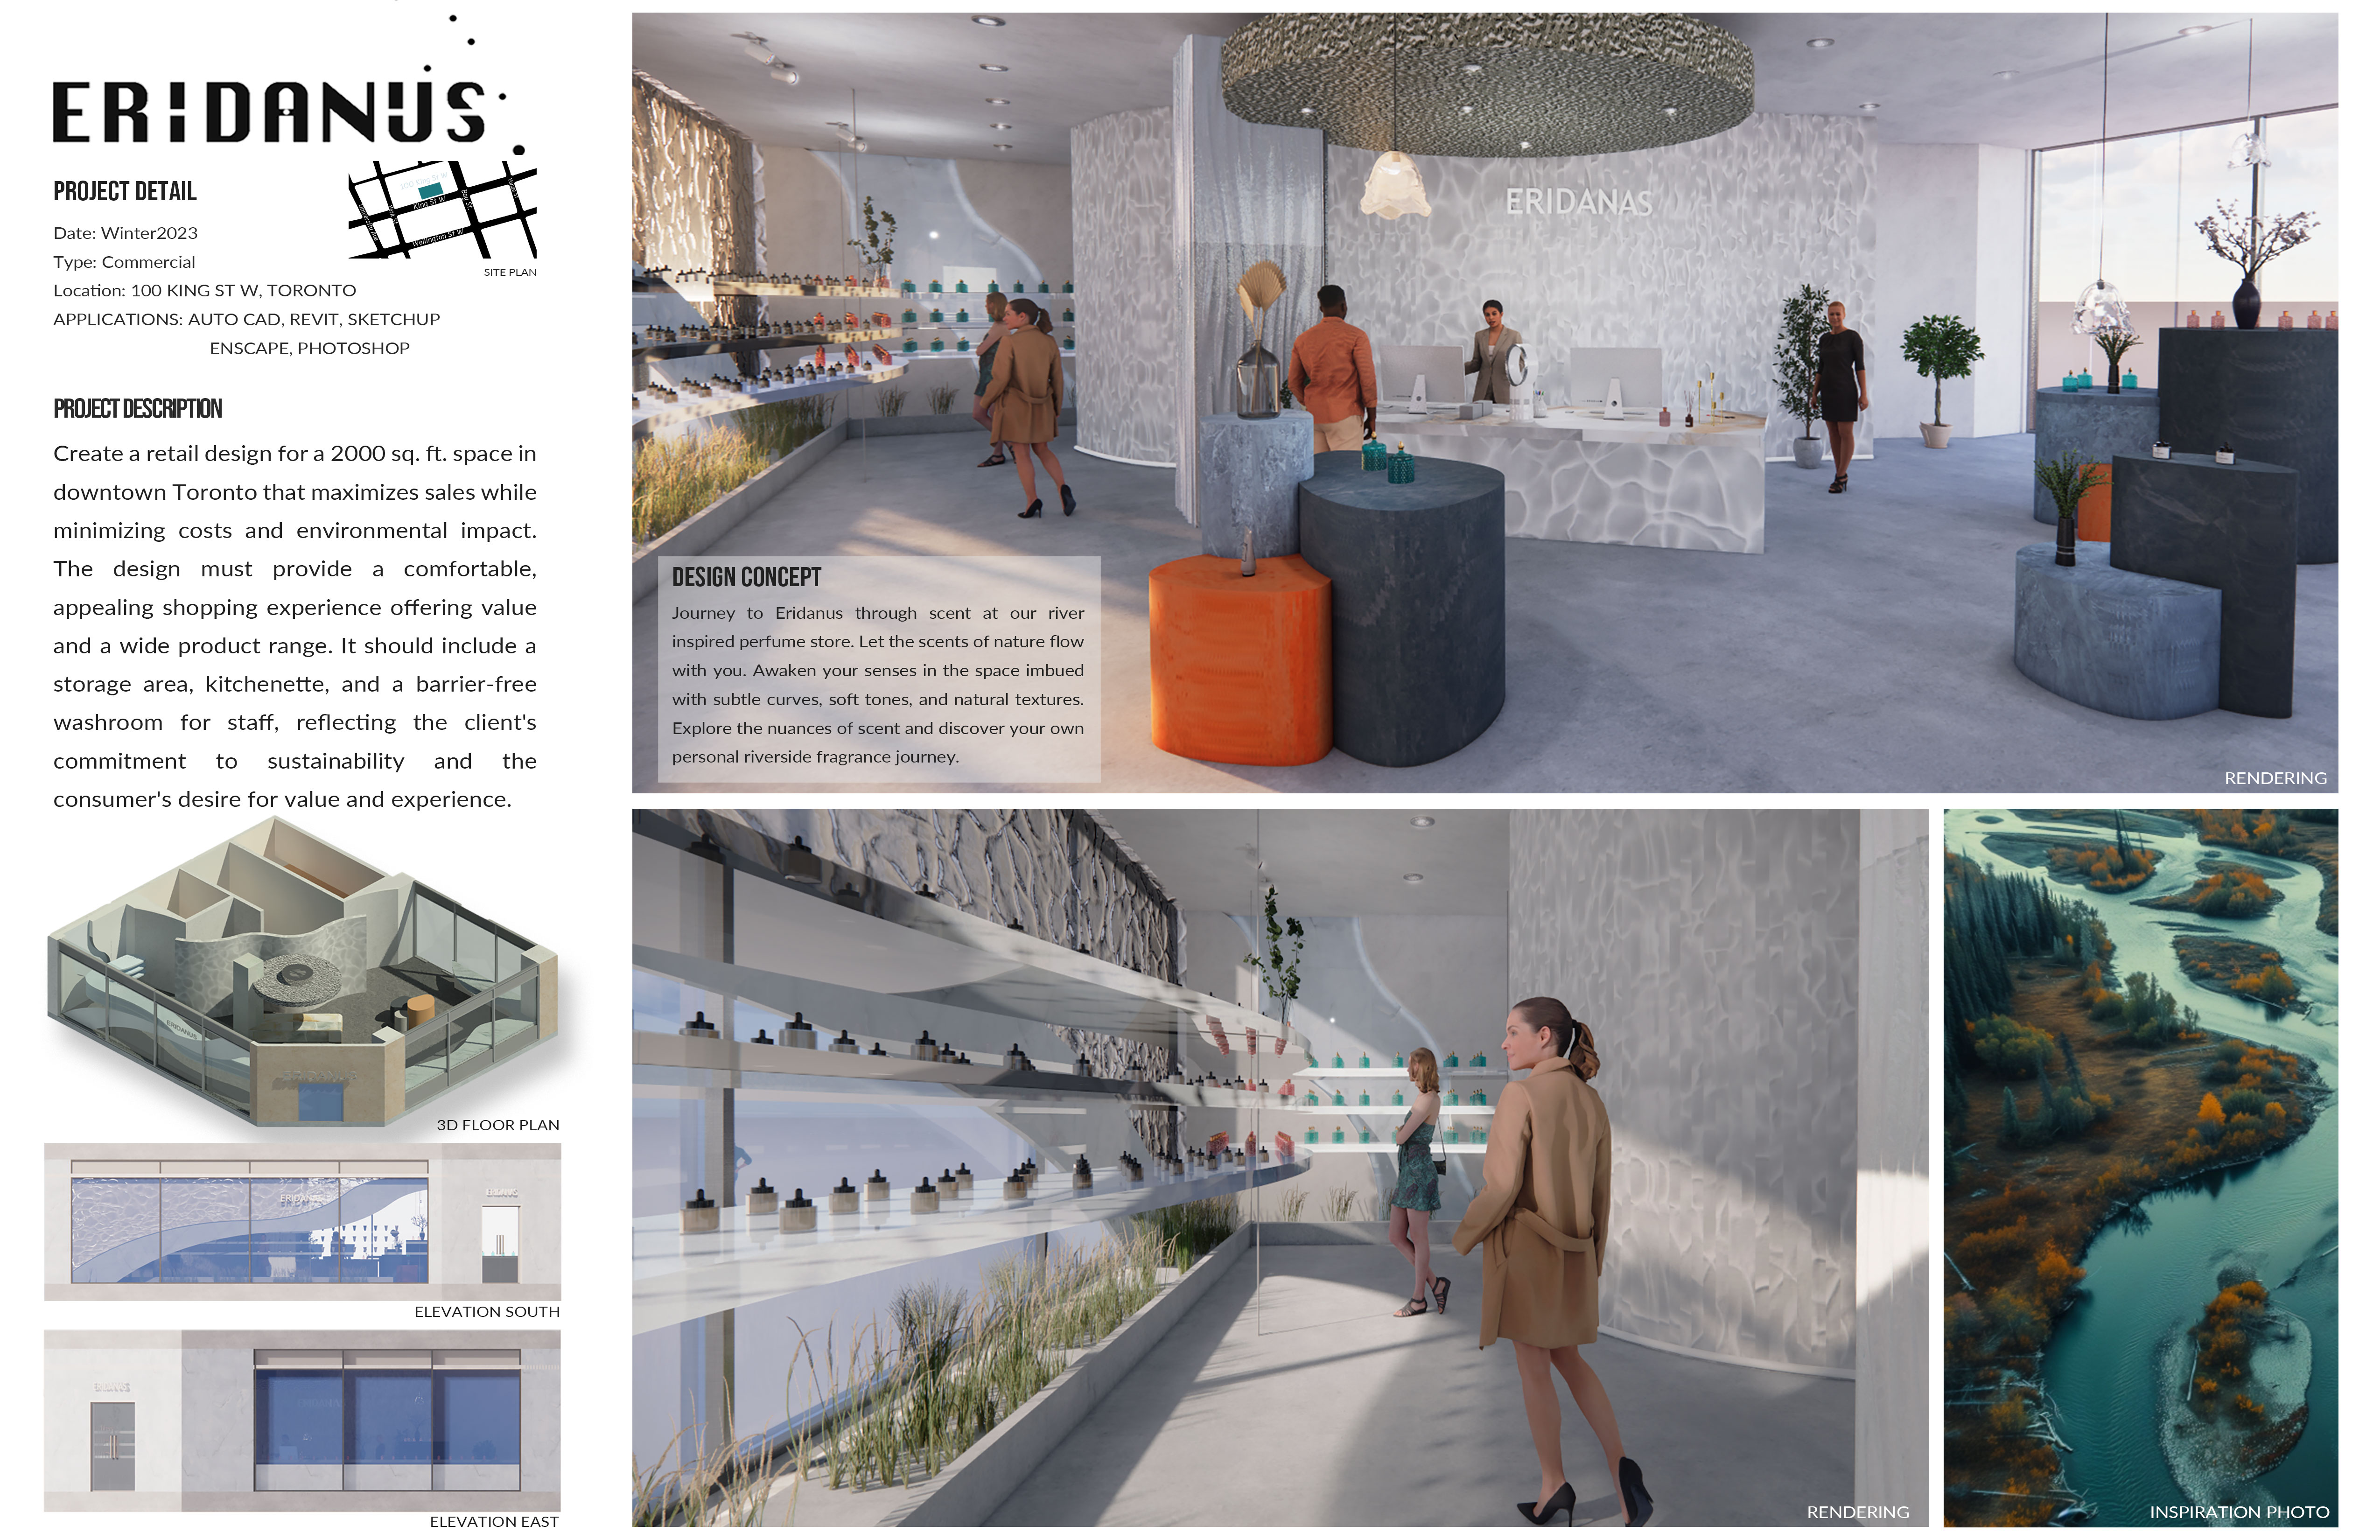 ERIDANUS
PROJECT DETAIL
Date: Winter2023
Type: Commercial
Location: 100 KING ST W, TORONTO
APPLICATIONS: AUTO CAD, REVIT, SKETCHUP
ENSCAPE, PHOTOSHOP
100 King St W
King St W
Bay St
Wellington St W
SITE PLAN
PROJECT DESCRIPTION
Create a retail design for a 2000 sq. ft. space in
downtown Toronto that maximizes sales while
minimizing costs and environmental impact.
The design must provide a comfortable,
appealing shopping experience offering value
and a wide product range. It should include a
storage area, kitchenette, and a barrier-free
washroom for staff, reflecting the client's
commitment to sustainability and the
consumer's desire for value and experience.
ERIDANUS
3D FLOOR PLAN
ERIDANAS
ELEVATION SOUTH
ELEVATION EAST
ERIDANAS
DESIGN CONCEPT
Journey to Eridanus through scent at our river
inspired perfume store. Let the scents of nature flow
with you. Awaken your senses in the space imbued
with subtle curves, soft tones, and natural textures.
Explore the nuances of scent and discover your own
personal riverside fragrance journey.
RENDERING
RENDERING
INSPIRATION PHOTO